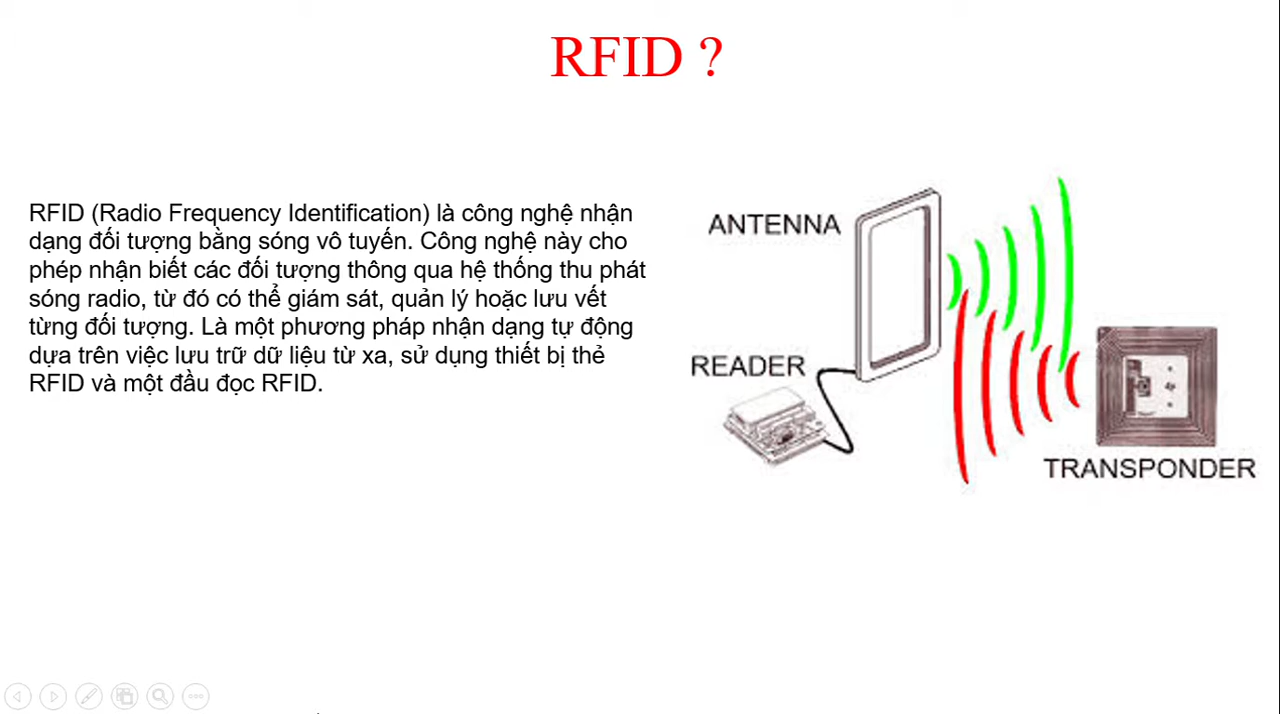 RFID ?
RFID (Radio Frequency Identification) là công nghệ nhận
dạng đối tượng bằng sóng vô tuyến. Công nghệ này cho
phép nhận biết các đối tượng thông qua hệ thống thu phát
sóng radio, từ đó có thể giám sát, quản lý hoặc lưu vết
từng đối tượng. Là một phương pháp nhận dạng tự động
dựa trên việc lưu trữ dữ liệu từ xa, sử dụng thiết bị thẻ
RFID và một đầu đọc RFID.
ANTENNA
READER
TRANSPONDER